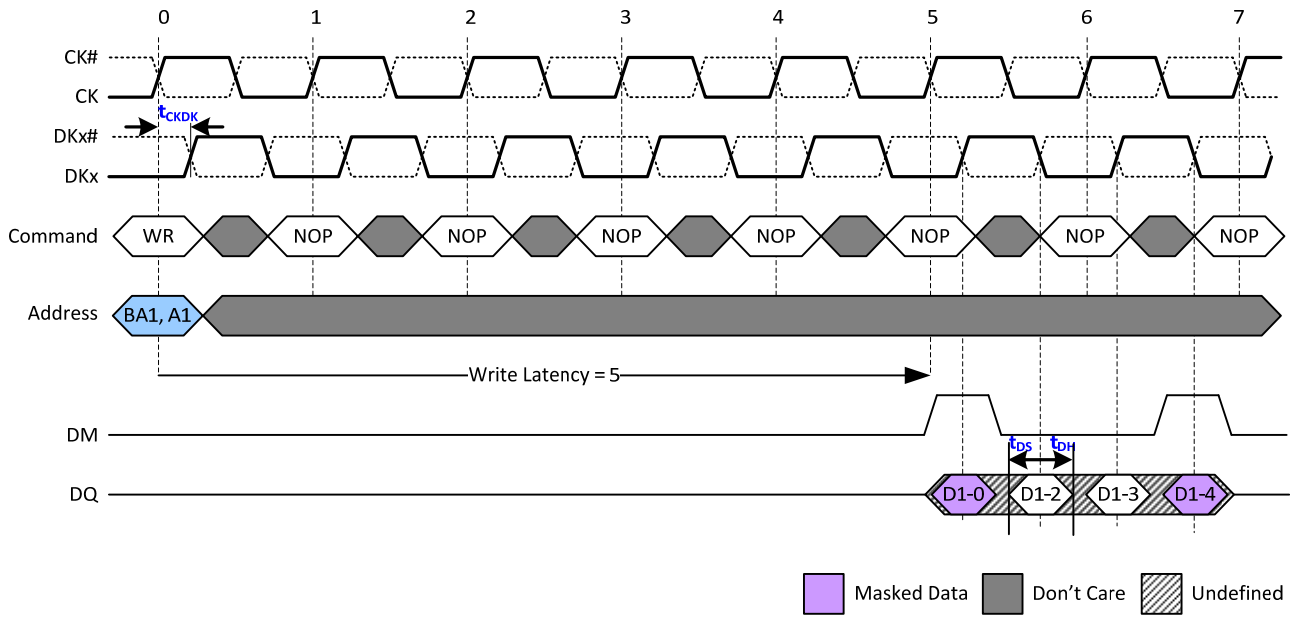 0 1 2 3 4 5 6 7
CK#
CK
tCKDK
DKx#
DKx
Command WR NOP NOP NOP NOP NOP NOP NOP
Address BA1, A1
Write Latency = 5
DM
tDS tDH
DQ D1-0 D1-2 D1-3 D1-4
Masked Data Don't Care Undefined